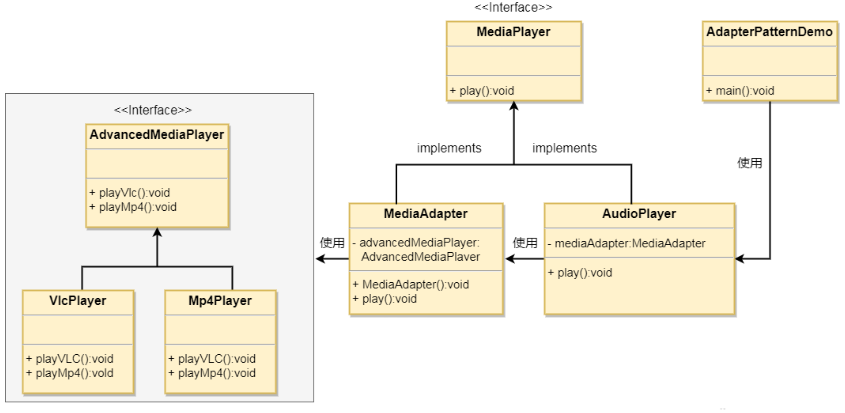 <<Interface>>
MediaPlayer
+ play():void
AdapterPatternDemo
+ main():void
<<Interface>>
AdvancedMediaPlayer
+ playVlc():void
+ playMp4():void
implements
implements
使用
使用
MediaAdapter
- advancedMediaPlayer:
AdvancedMediaPlaver
+ MediaAdapter():void
+ play():void
使用
AudioPlayer
- mediaAdapter:MediaAdapter
+ play():void
VlcPlayer
+ playVLC():void
+ playMp4():vold
Mp4Player
+ playVLC():void
+ playMp4():void